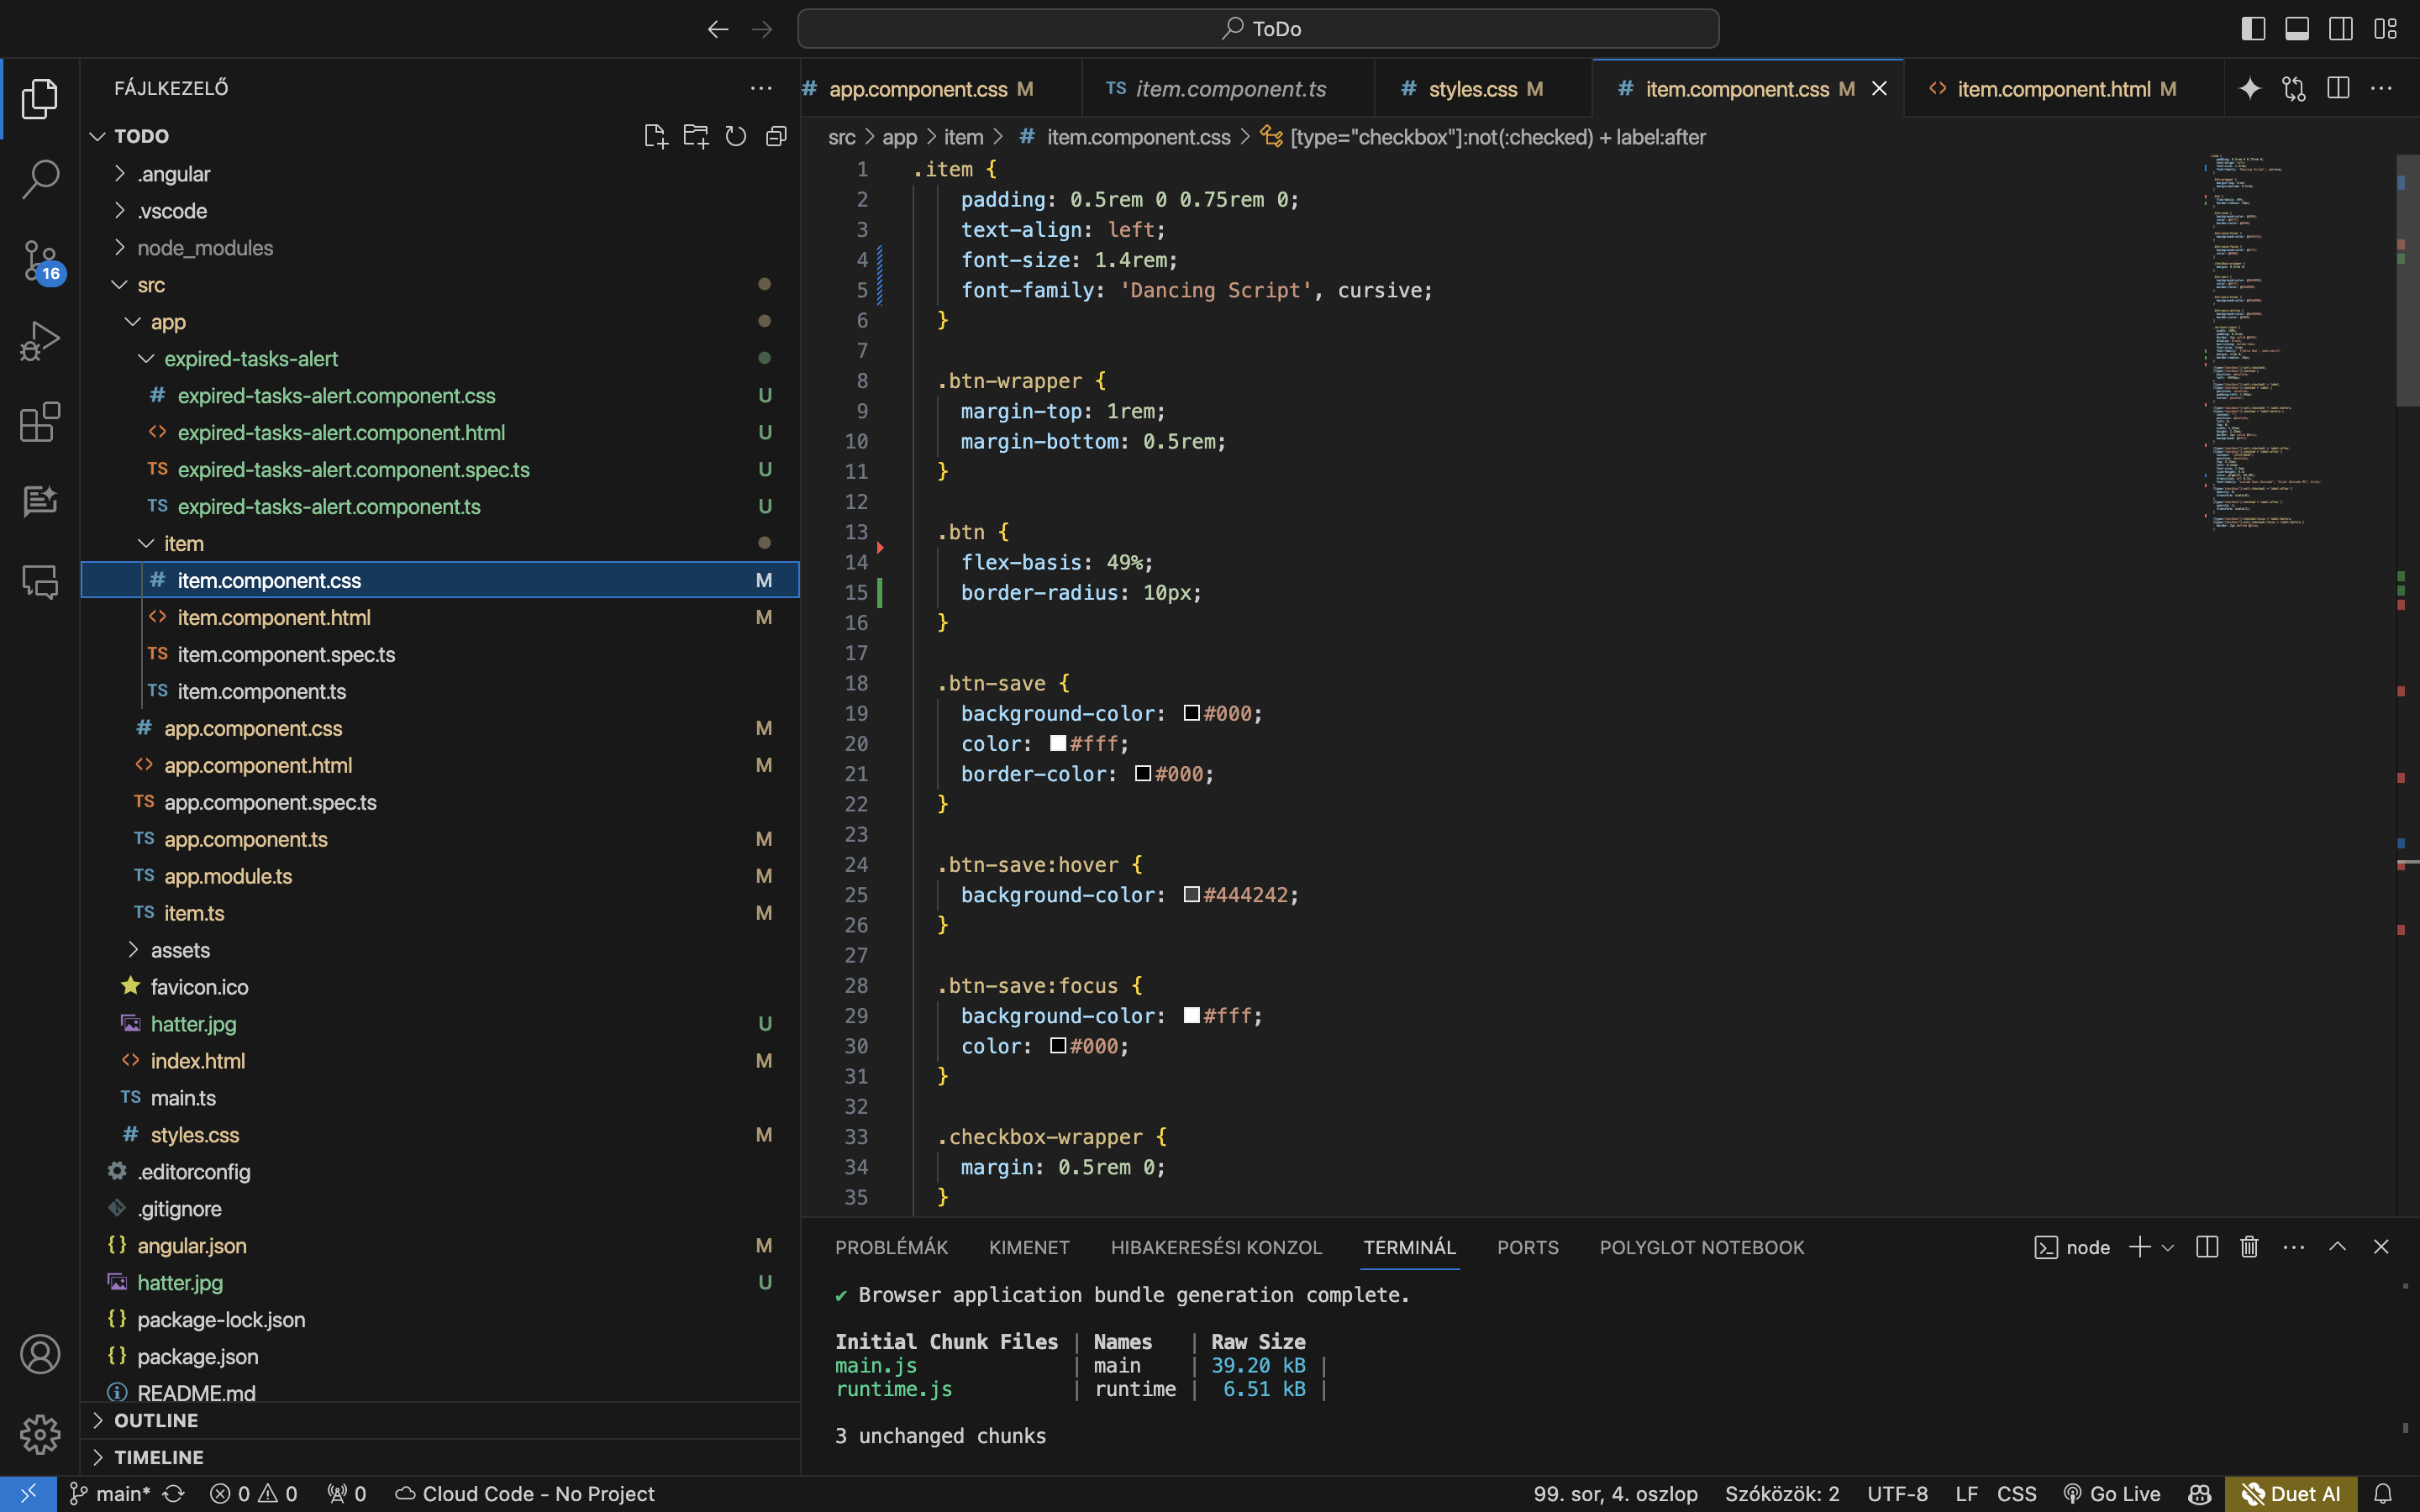 ToDo
FÁJLKEZELŐ
TODO
.angular
.vscode
node_modules
src
app
expired-tasks-alert
# expired-tasks-alert.component.css U
<> expired-tasks-alert.component.html U
TS expired-tasks-alert.component.spec.ts U
TS expired-tasks-alert.component.ts U
item
# item.component.css M
<> item.component.html M
TS item.component.spec.ts
TS item.component.ts
# app.component.css M
<> app.component.html M
TS app.component.spec.ts
TS app.component.ts M
TS app.module.ts M
TS item.ts M
assets
favicon.ico
hatter.jpg U
<> index.html M
TS main.ts
# styles.css M
.editorconfig
.gitignore
{} angular.json M
hatter.jpg U
{} package-lock.json
{} package.json
README.md
OUTLINE
TIMELINE
16
# app.component.css M
TS item.component.ts
# styles.css M
# item.component.css M
<> item.component.html M
src > app > item > # item.component.css > [type="checkbox"]:not(:checked) + label:after
1 .item {
2 padding: 0.5rem 0 0.75rem 0;
3 text-align: left;
4 font-size: 1.4rem;
5 font-family: 'Dancing Script', cursive;
6 }
7
8 .btn-wrapper {
9 margin-top: 1rem;
10 margin-bottom: 0.5rem;
11 }
12
13 .btn {
14 flex-basis: 49%;
15 border-radius: 10px;
16 }
17
18 .btn-save {
19 background-color: #000;
20 color: #fff;
21 border-color: #000;
22 }
23
24 .btn-save:hover {
25 background-color: #444242;
26 }
27
28 .btn-save:focus {
29 background-color: #fff;
30 color: #000;
31 }
32
33 .checkbox-wrapper {
34 margin: 0.5rem 0;
35 }
PROBLÉMÁK KIMENET HIBAKERESÉSI KONZOL TERMINÁL PORTS POLYGLOT NOTEBOOK
node
✔ Browser application bundle generation complete.
Initial Chunk Files | Names | Raw Size
main.js | main | 39.20 kB |
runtime.js | runtime | 6.51 kB |
3 unchanged chunks
main* 0 0 0 Cloud Code - No Project
99. sor, 4. oszlop Szóközök: 2 UTF-8 LF CSS Go Live Duet AI